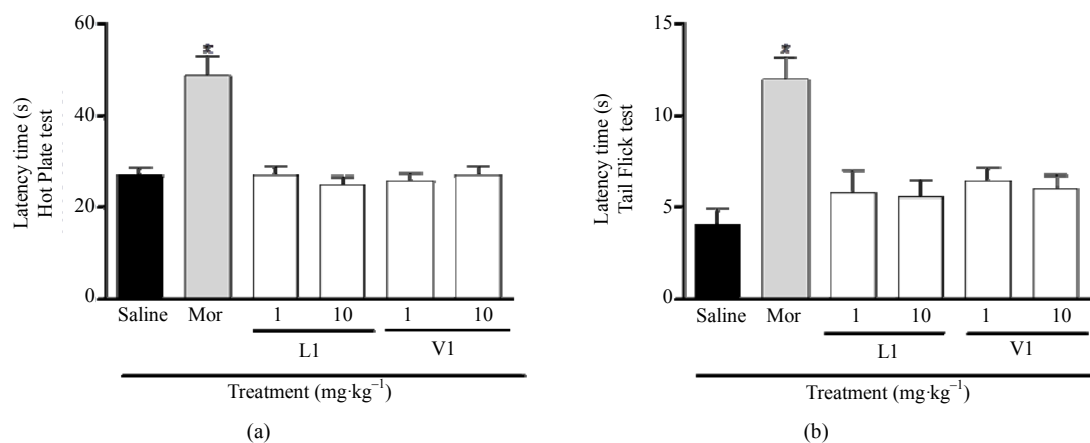 60
40
20
0
Latency time (s)
Hot Plate test
*
Saline Mor 1 10 1 10
L1 V1
Treatment (mg·kg⁻¹)
(a)
15
10
5
0
Latency time (s)
Tail Flick test
*
Saline Mor 1 10 1 10
L1 V1
Treatment (mg·kg⁻¹)
(b)